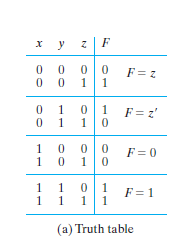 x y z F
0 0 0 0 F = z
0 0 1 1
0 1 0 1 F = z′
0 1 1 0
1 0 0 0 F = 0
1 0 1 0
1 1 0 1 F = 1
1 1 1 1
(a) Truth table